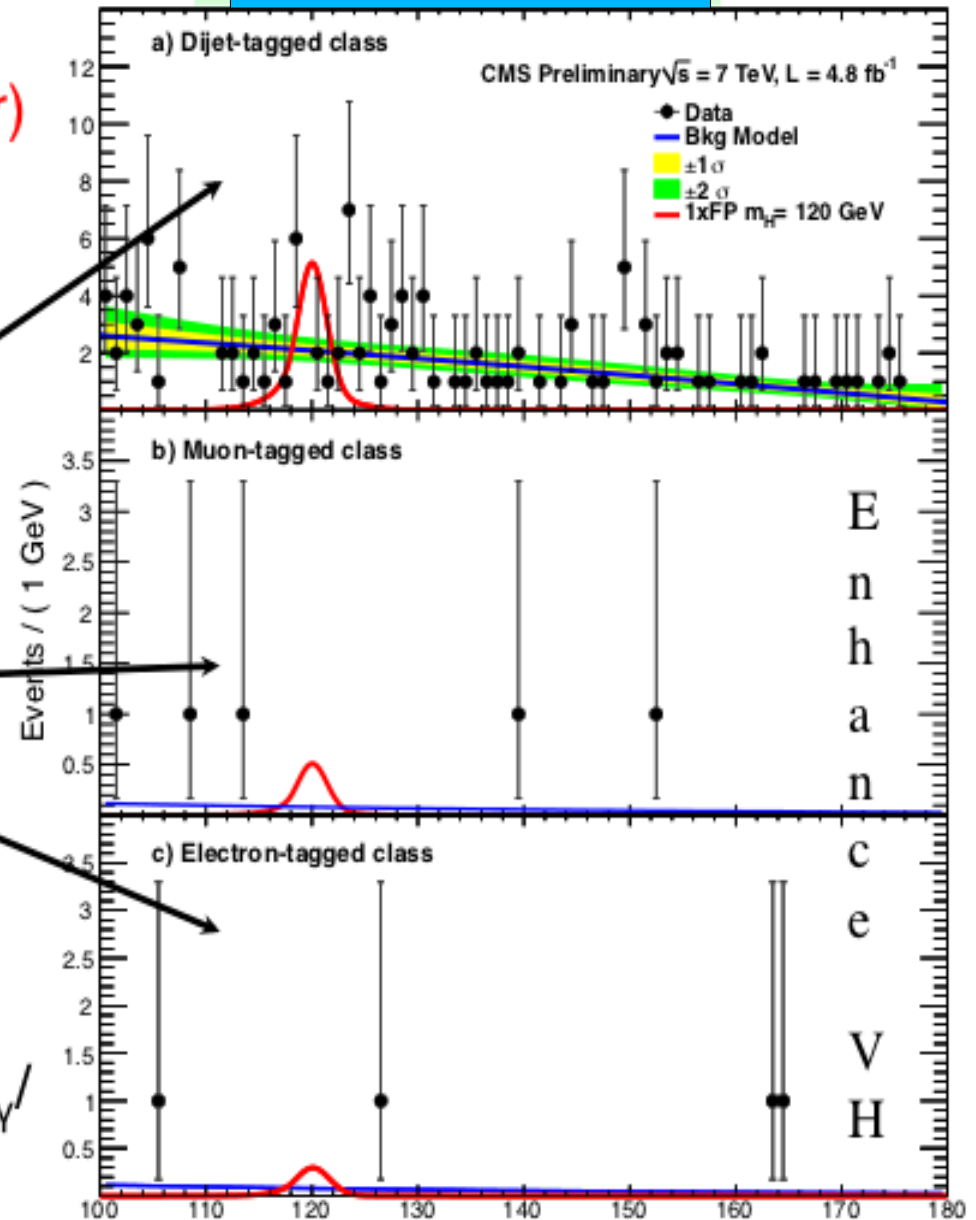 r)
a) Dijet-tagged class
CMS Preliminary√s = 7 TeV, L = 4.8 fb⁻¹
Data
Bkg Model
±1 σ
±2 σ
1xFP m_H= 120 GeV
12
10
8
6
4
2
b) Muon-tagged class
3.5
3
2.5
2
1.5
1
0.5
Events / ( 1 GeV )
c) Electron-tagged class
3.5
3
2.5
2
1.5
1
0.5
100 110 120 130 140 150 160 170 180
E
n
h
a
n
c
e
V
H
γ/